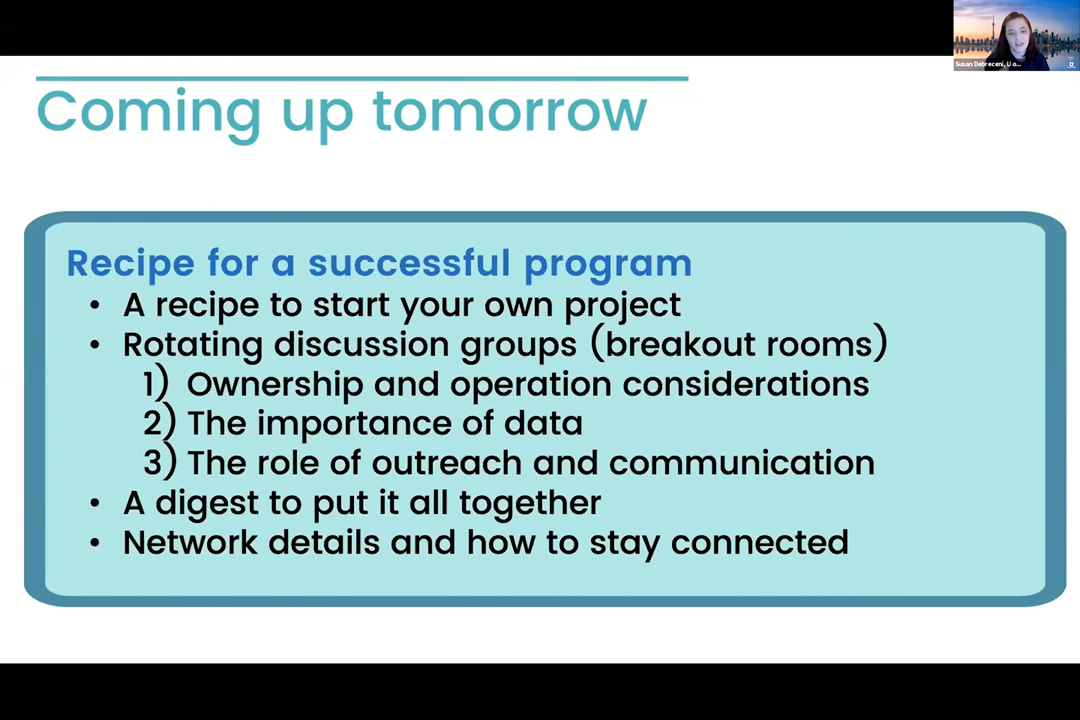 Susan Debreceni, U o...
Coming up tomorrow
Recipe for a successful program
• A recipe to start your own project
• Rotating discussion groups (breakout rooms)
1) Ownership and operation considerations
2) The importance of data
3) The role of outreach and communication
• A digest to put it all together
• Network details and how to stay connected